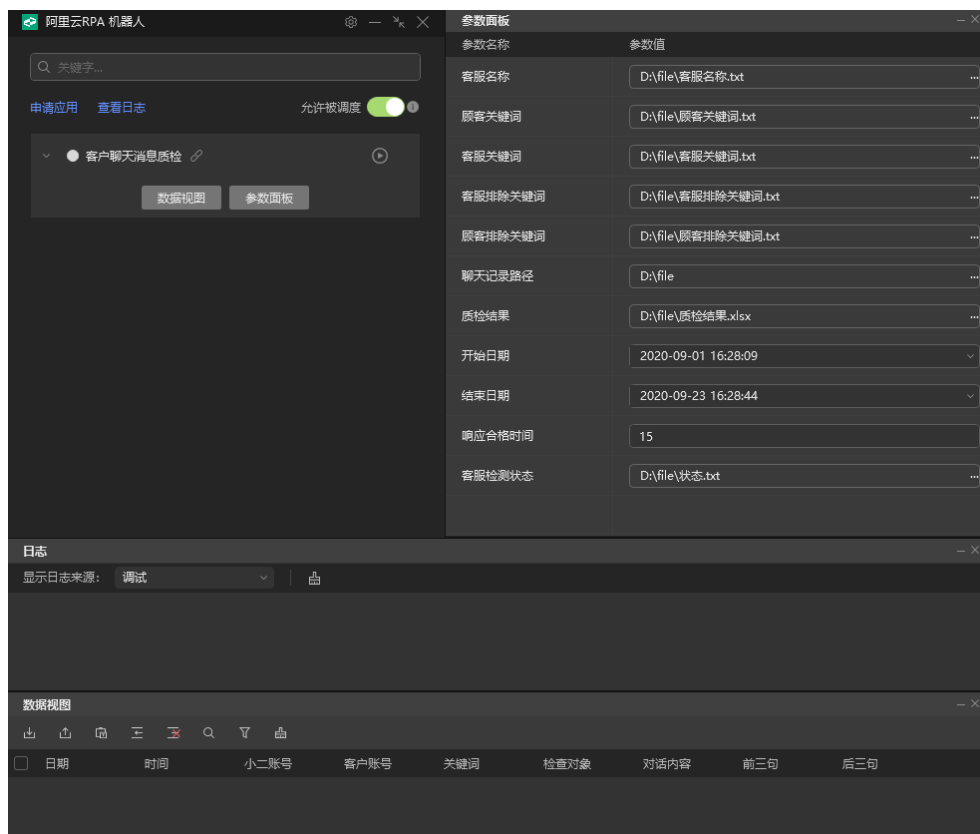 阿里云RPA 机器人
关键字...
申请应用 查看日志 允许被调度
客户聊天消息质检
数据视图 参数面板
参数面板
参数名称 参数值
客服名称 D:\file\客服名称.txt ...
顾客关键词 D:\file\顾客关键词.txt ...
客服关键词 D:\file\客服关键词.txt ...
客服排除关键词 D:\file\客服排除关键词.txt ...
顾客排除关键词 D:\file\顾客排除关键词.txt ...
聊天记录路径 D:\file ...
质检结果 D:\file\质检结果.xlsx ...
开始日期 2020-09-01 16:28:09
结束日期 2020-09-23 16:28:44
响应合格时间 15
客服检测状态 D:\file\状态.txt ...
日志
显示日志来源: 调试
数据视图
日期 时间 小二账号 客户账号 关键词 检查对象 对话内容 前三句 后三句